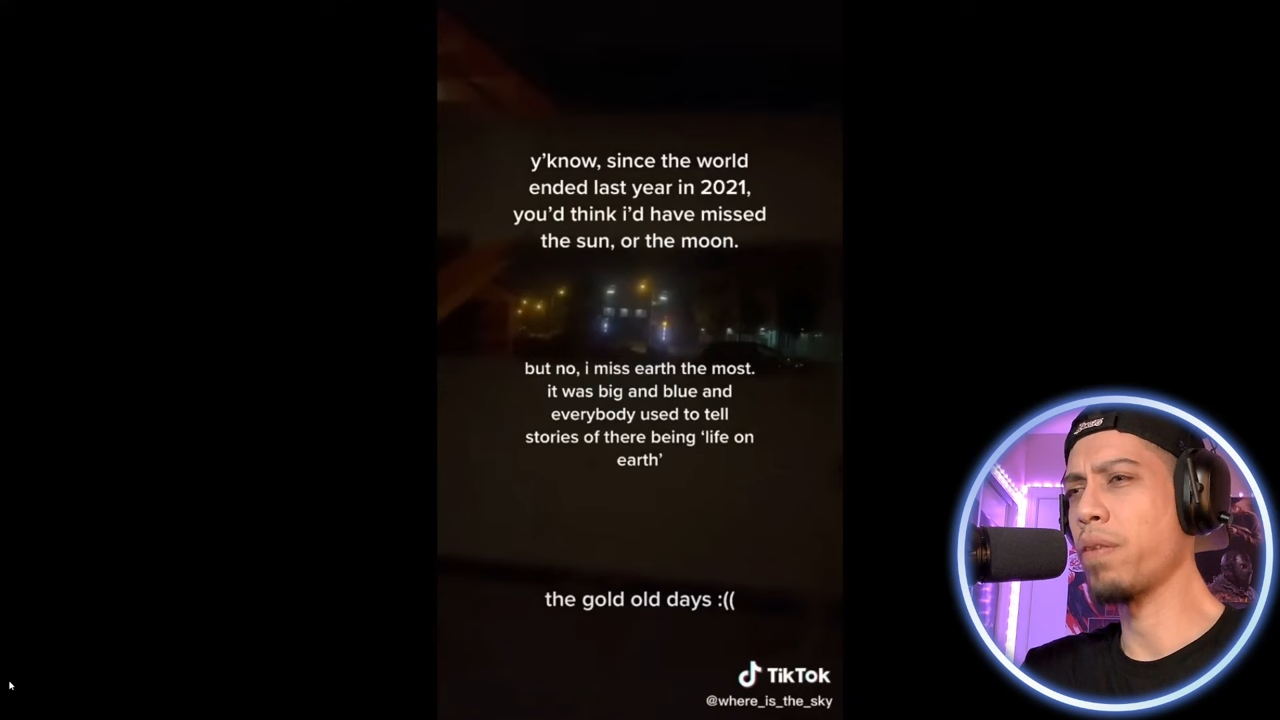 y'know, since the world
ended last year in 2021,
you'd think i'd have missed
the sun, or the moon.
but no, i miss earth the most.
it was big and blue and
everybody used to tell
stories of there being ‘life on
earth’
the gold old days :((
TikTok
@where_is_the_sky